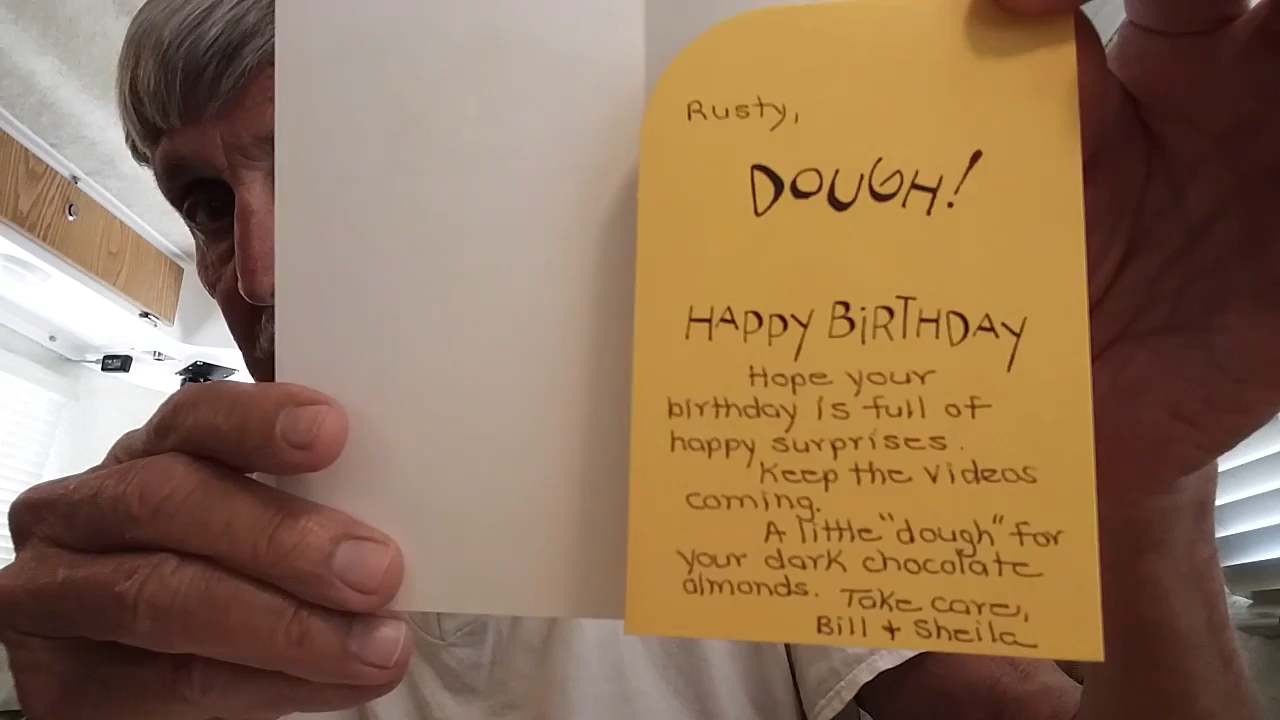 Rusty,
DOUGH!
HAPPY BiRTHDAY
Hope your
birthday is full of
happy surprises.
Keep the videos
coming.
A little "dough" for
your dark chocolate
almonds. Take care,
Bill + Sheila